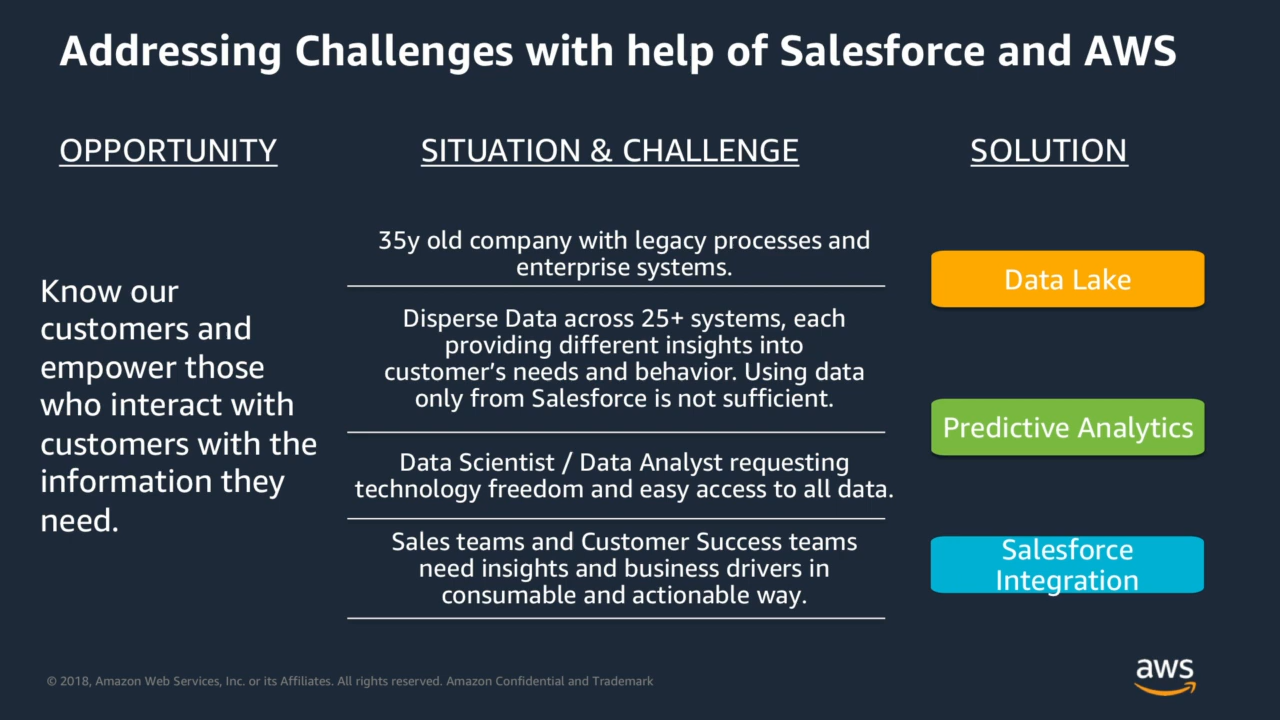 Addressing Challenges with help of Salesforce and AWS
OPPORTUNITY
Know our
customers and
empower those
who interact with
customers with the
information they
need.
SITUATION & CHALLENGE
35y old company with legacy processes and
enterprise systems.
Disperse Data across 25+ systems, each
providing different insights into
customer’s needs and behavior. Using data
only from Salesforce is not sufficient.
Data Scientist / Data Analyst requesting
technology freedom and easy access to all data.
Sales teams and Customer Success teams
need insights and business drivers in
consumable and actionable way.
SOLUTION
Data Lake
Predictive Analytics
Salesforce
Integration
© 2018, Amazon Web Services, Inc. or its Affiliates. All rights reserved. Amazon Confidential and Trademark
aws